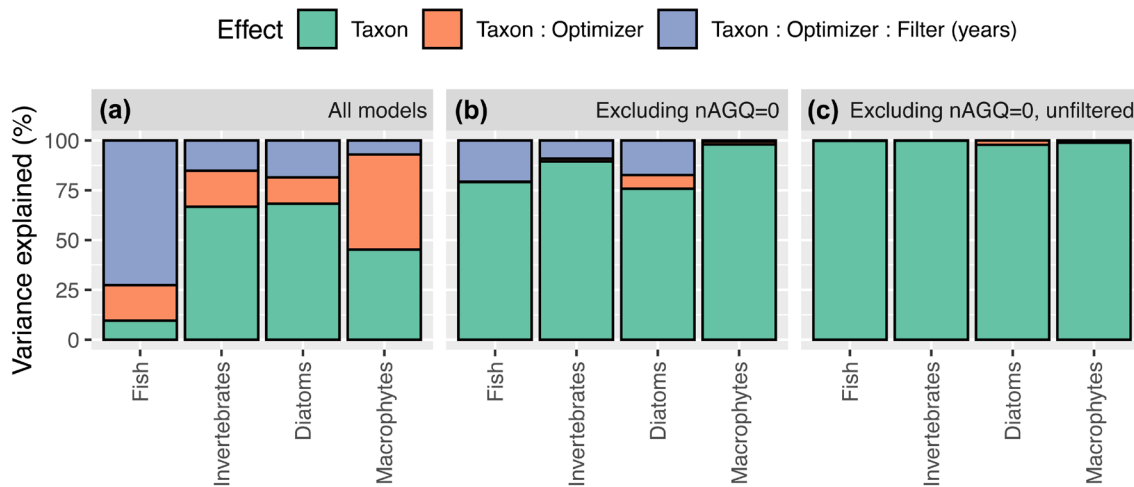 Effect Taxon Taxon : Optimizer Taxon : Optimizer : Filter (years)
(a) All models (b) Excluding nAGQ=0 (c) Excluding nAGQ=0, unfiltered
Variance explained (%)
100
75
50
25
0
Fish Invertebrates Diatoms Macrophytes Fish Invertebrates Diatoms Macrophytes Fish Invertebrates Diatoms Macrophytes